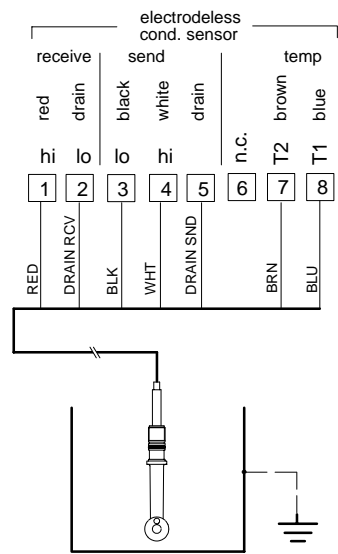 electrodeless
cond. sensor
receive send temp
red drain black white drain brown blue
hi lo lo hi n.c. T2 T1
1 2 3 4 5 6 7 8
RED DRAIN RCV BLK WHT DRAIN SND BRN BLU